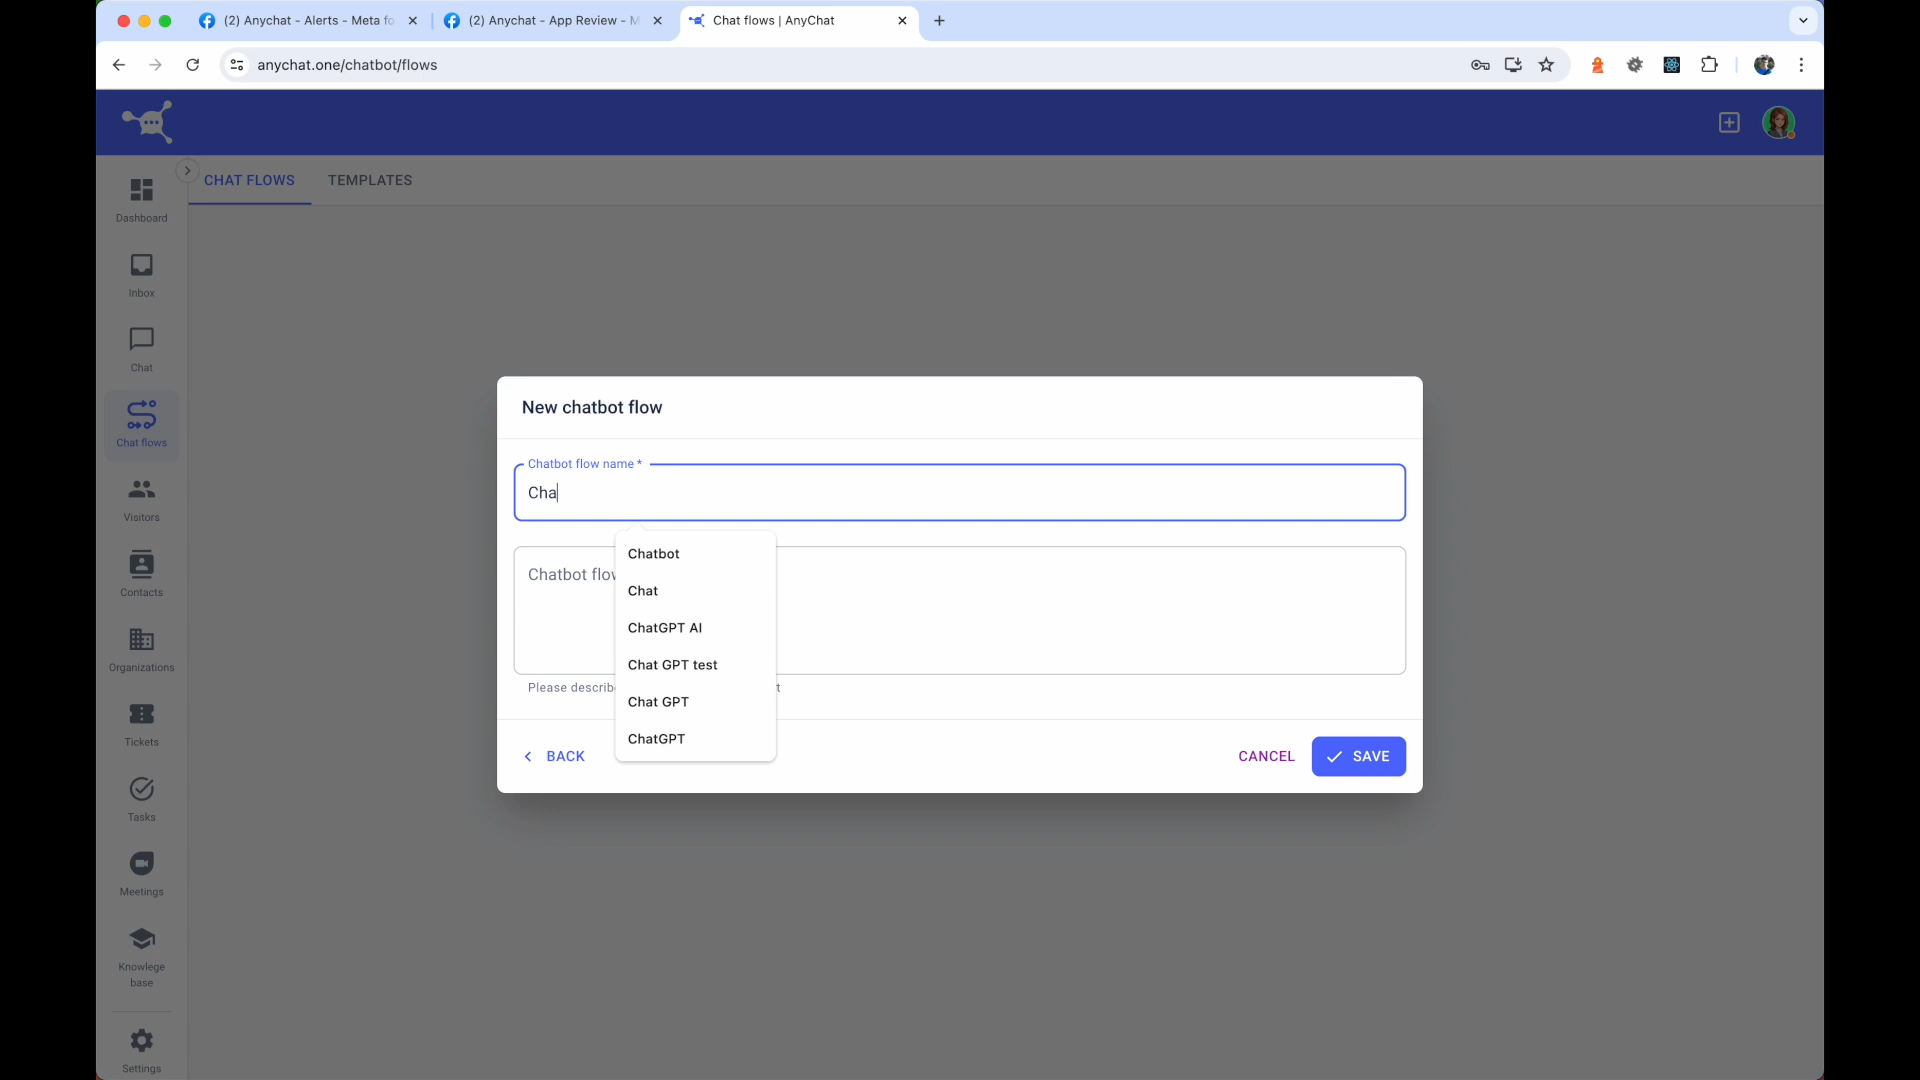 (2) Anychat - Alerts - Meta fo
(2) Anychat - App Review - M
Chat flows | AnyChat
anychat.one/chatbot/flows
CHAT FLOWS
TEMPLATES
Dashboard
Inbox
Chat
Chat flows
Visitors
Contacts
Organizations
Tickets
Tasks
Meetings
Knowlege
base
Settings
New chatbot flow
Chatbot flow name *
Cha
Chatbot flow
Chatbot
Chat
ChatGPT AI
Chat GPT test
Chat GPT
ChatGPT
Please describ
t
BACK
CANCEL
SAVE